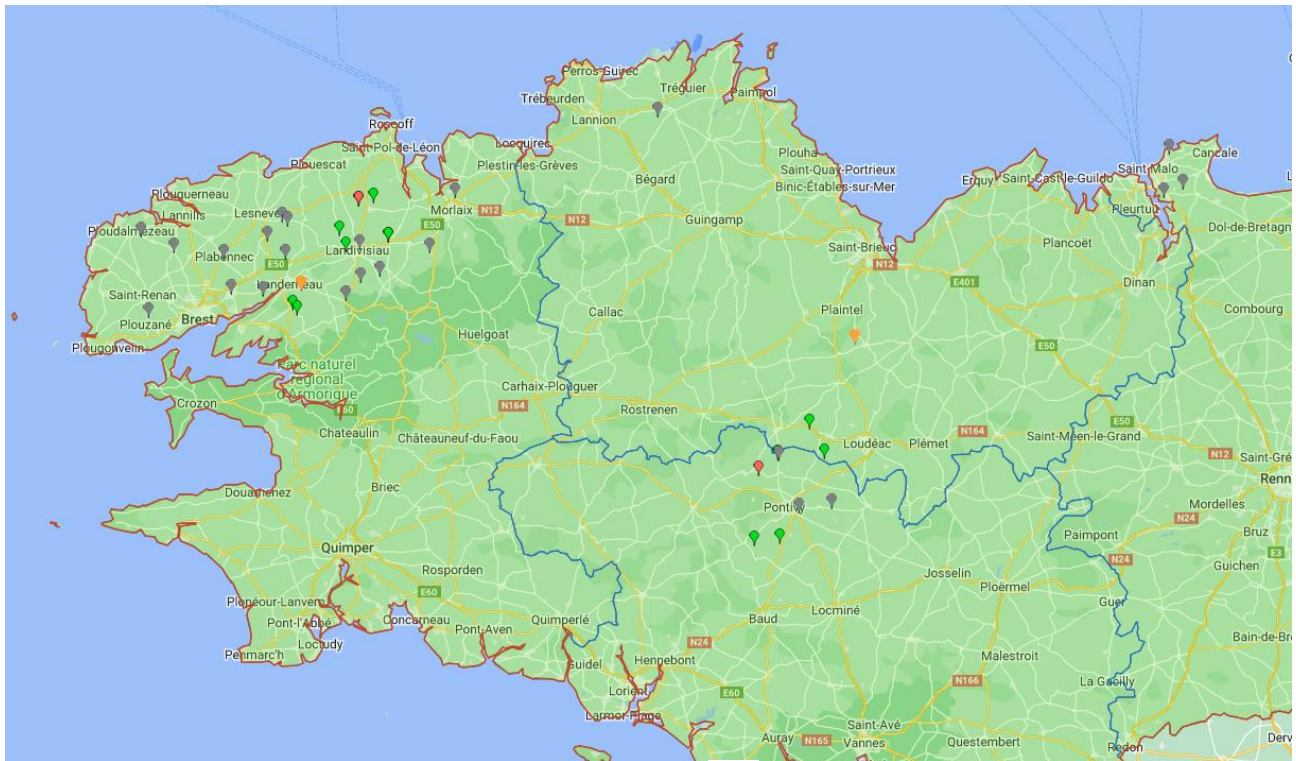 Perros-Guirec
Trébeurden
Tréguier
Paimpol
Lannion
Roscoff
Saint-Pol-de-Léon
Locquirec
Plouescat
Plestin-les-Grèves
Plouha
Cancale
Saint-Malo
Bégard
Saint-Quay-Portrieux
Binic-Étables-sur-Mer
Erquy
Saint-Cast-le-Guildo
Plouguerneau
Lannilis
Lesneven
Morlaix
N12
N12
E50
Guingamp
Pleurtuit
Dol-de-Bretagne
Ploudalmézeau
Plabennec
Landivisiau
E50
Saint-Brieuc
N12
Plancoët
Saint-Renan
Landerneau
E401
Dinan
Plouzané
Brest
Callac
Plaintel
Combourg
Plougonvelin
Huelgoat
E50
Parc naturel
régional
d'Armorique
Crozon
E60
Carhaix-Plouguer
N164
Rostrenen
Chateaulin
Châteauneuf-du-Faou
Loudéac
Plémet
N164
E50
Saint-Méen-le-Grand
N12
Saint-Gré
Renn
Douarnenez
Briec
Pontivy
Mordelles
N24
Bruz
Paimpont
Quimper
N24
E3
Guichen
Rosporden
Josselin
Ploërmel
E60
Guer
Plonéour-Lanvern
Pont-l'Abbé
Concarneau
Pont-Aven
Quimperlé
Baud
Locminé
Loctudy
Penmarc'h
N24
Bain-de-Br
Guidel
Hennebont
Malestroit
Lorient
E60
N166
La Gacilly
Larmor-Plage
Auray
N165
Saint-Avé
Vannes
Questembert
Redon
Derv